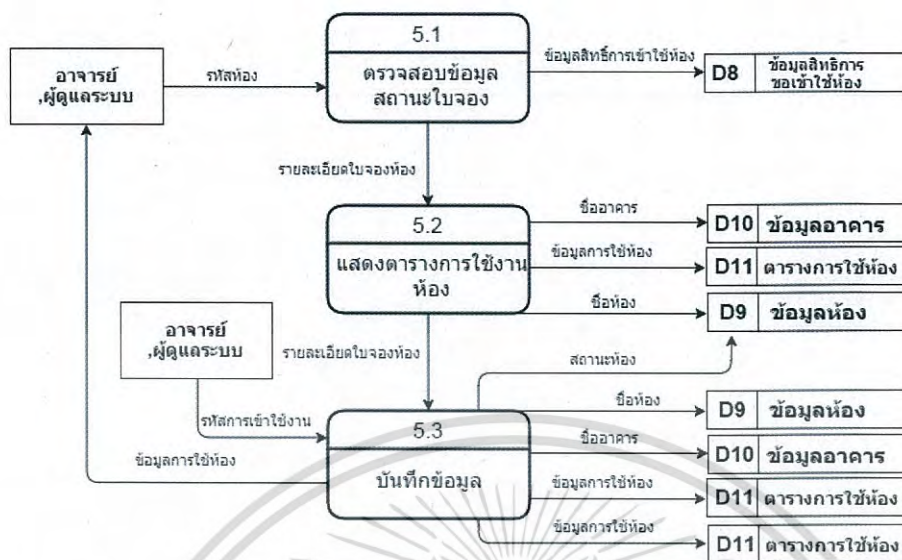 5.1
ตรวจสอบข้อมูล
สถานะใบจอง
อาจารย์
,ผู้ดูแลระบบ
รหัสห้อง
ข้อมูลสิทธิ์การเข้าใช้ห้อง
D8
ข้อมูลสิทธิการ
ขอเข้าใช้ห้อง
รายละเอียดใบจองห้อง
5.2
แสดงตารางการใช้งาน
ห้อง
ชื่ออาคาร
D10 ข้อมูลอาคาร
ข้อมูลการใช้ห้อง
D11 ตารางการใช้ห้อง
ชื่อห้อง
D9 ข้อมูลห้อง
อาจารย์
,ผู้ดูแลระบบ
รายละเอียดใบจองห้อง
สถานะห้อง
รหัสการเข้าใช้งาน
5.3
บันทึกข้อมูล
ข้อมูลการใช้ห้อง
ชื่อห้อง
D9 ข้อมูลห้อง
ชื่ออาคาร
D10 ข้อมูลอาคาร
ข้อมูลการใช้ห้อง
D11 ตารางการใช้ห้อง
ข้อมูลการใช้ห้อง
D11 ตารางการใช้ห้อง